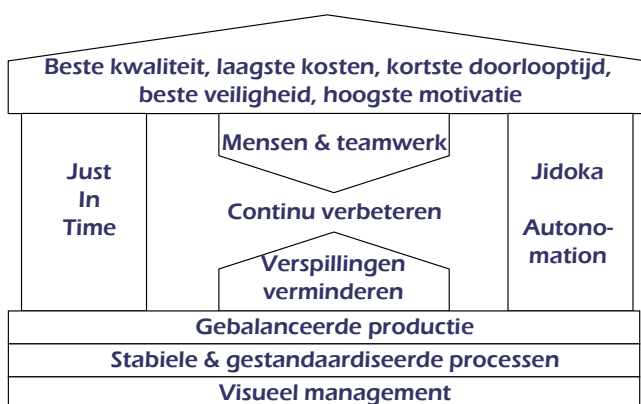 Beste kwaliteit, laagste kosten, kortste doorlooptijd,
beste veiligheid, hoogste motivatie
Just
In
Time
Mensen & teamwerk
Continu verbeteren
Verspillingen
verminderen
Jidoka
Autono-
mation
Gebalanceerde productie
Stabiele & gestandaardiseerde processen
Visueel management